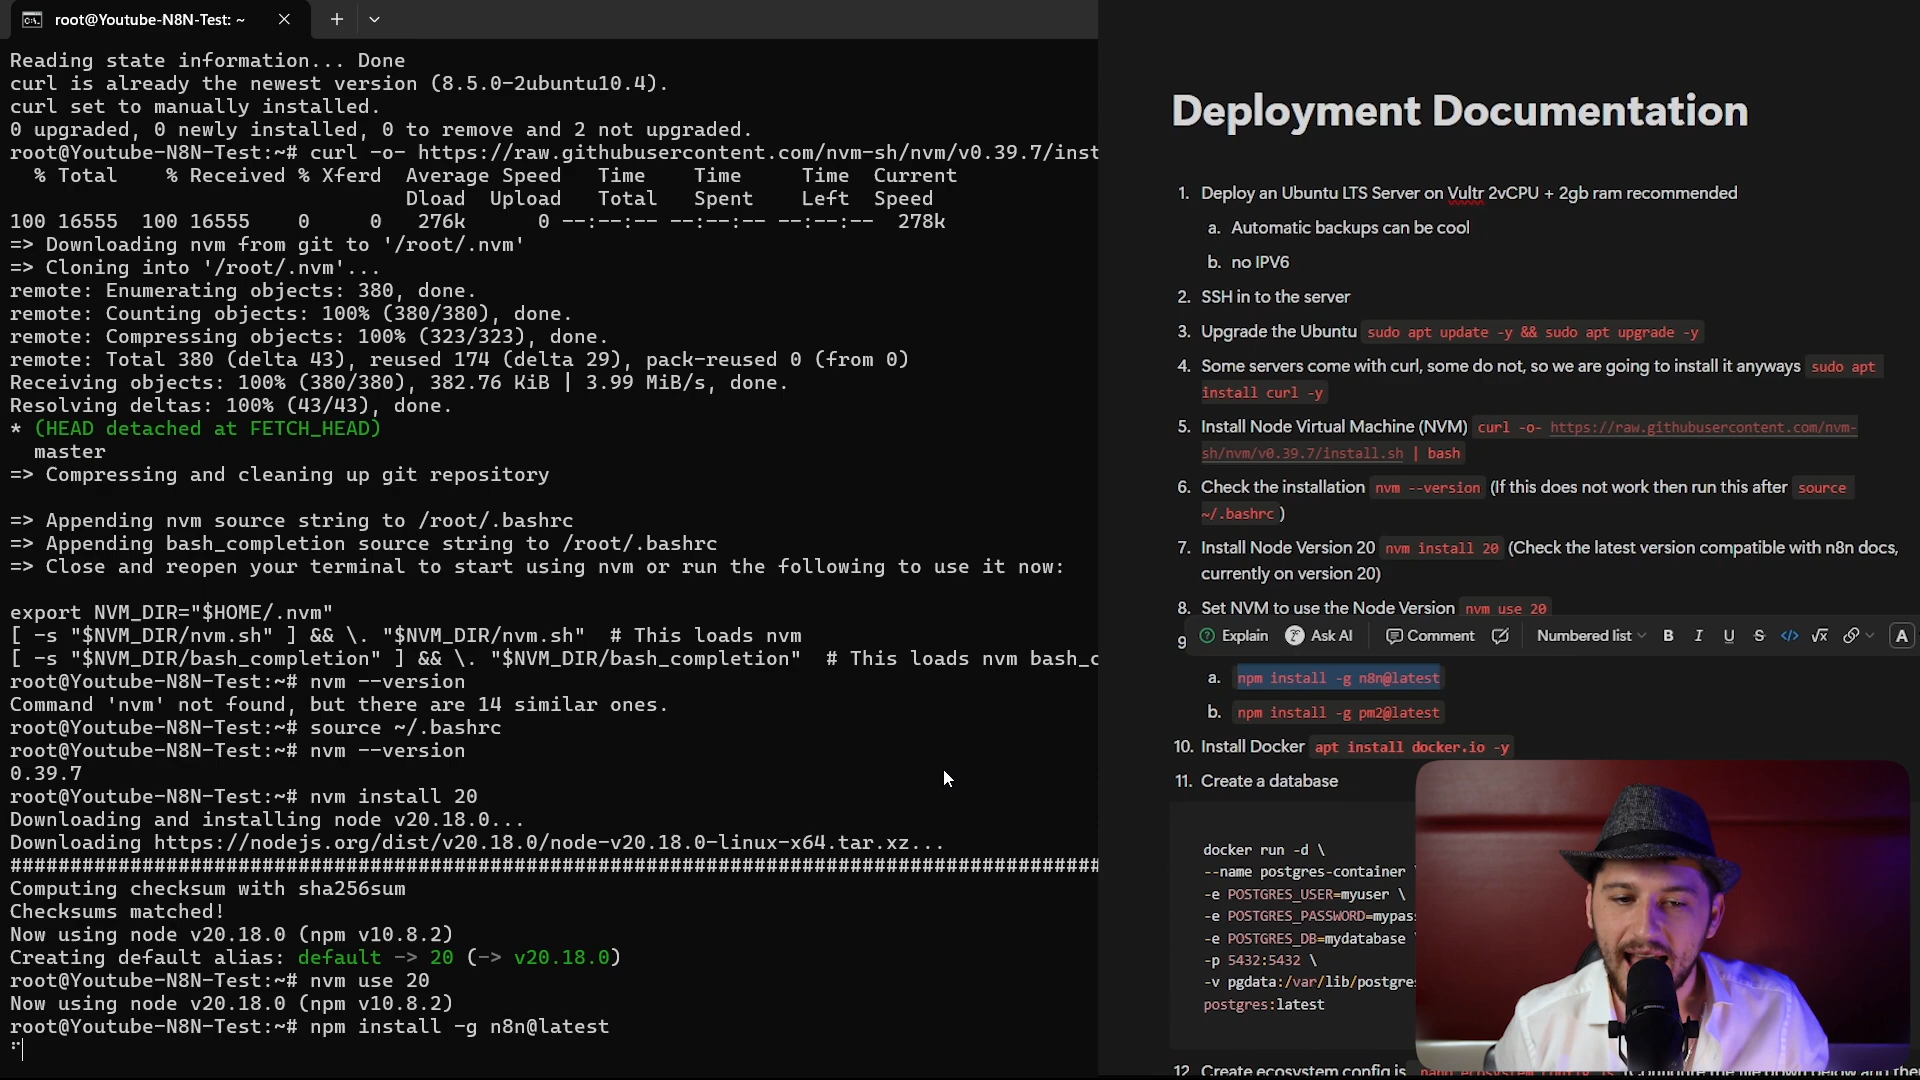 root@Youtube-N8N-Test: ~
Reading state information... Done
curl is already the newest version (8.5.0-2ubuntu10.4).
curl set to manually installed.
0 upgraded, 0 newly installed, 0 to remove and 2 not upgraded.
root@Youtube-N8N-Test:~# curl -o- https://raw.githubusercontent.com/nvm-sh/nvm/v0.39.7/inst
% Total    % Received % Xferd  Average Speed   Time    Time     Time  Current
Dload  Upload   Total   Spent    Left  Speed
100 16555  100 16555    0     0   276k      0 --:--:-- --:--:-- --:--:--  278k
=> Downloading nvm from git to '/root/.nvm'
=> Cloning into '/root/.nvm'...
remote: Enumerating objects: 380, done.
remote: Counting objects: 100% (380/380), done.
remote: Compressing objects: 100% (323/323), done.
remote: Total 380 (delta 43), reused 174 (delta 29), pack-reused 0 (from 0)
Receiving objects: 100% (380/380), 382.76 KiB | 3.99 MiB/s, done.
Resolving deltas: 100% (43/43), done.
* (HEAD detached at FETCH_HEAD)
master
=> Compressing and cleaning up git repository
=> Appending nvm source string to /root/.bashrc
=> Appending bash_completion source string to /root/.bashrc
=> Close and reopen your terminal to start using nvm or run the following to use it now:
export NVM_DIR="$HOME/.nvm"
[ -s "$NVM_DIR/nvm.sh" ] && \. "$NVM_DIR/nvm.sh"  # This loads nvm
[ -s "$NVM_DIR/bash_completion" ] && \. "$NVM_DIR/bash_completion"  # This loads nvm bash_c
root@Youtube-N8N-Test:~# nvm --version
Command 'nvm' not found, but there are 14 similar ones.
root@Youtube-N8N-Test:~# source ~/.bashrc
root@Youtube-N8N-Test:~# nvm --version
0.39.7
root@Youtube-N8N-Test:~# nvm install 20
Downloading and installing node v20.18.0...
Downloading https://nodejs.org/dist/v20.18.0/node-v20.18.0-linux-x64.tar.xz...
###########################################################################################
Computing checksum with sha256sum
Checksums matched!
Now using node v20.18.0 (npm v10.8.2)
Creating default alias: default -> 20 (-> v20.18.0)
root@Youtube-N8N-Test:~# nvm use 20
Now using node v20.18.0 (npm v10.8.2)
root@Youtube-N8N-Test:~# npm install -g n8n@latest
Deployment Documentation
1. Deploy an Ubuntu LTS Server on Vultr 2vCPU + 2gb ram recommended
a. Automatic backups can be cool
b. no IPV6
2. SSH in to the server
3. Upgrade the Ubuntu sudo apt update -y && sudo apt upgrade -y
4. Some servers come with curl, some do not, so we are going to install it anyways sudo apt
install curl -y
5. Install Node Virtual Machine (NVM) curl -o- https://raw.githubusercontent.com/nvm-
sh/nvm/v0.39.7/install.sh | bash
6. Check the installation nvm --version (If this does not work then run this after source
~/.bashrc )
7. Install Node Version 20 nvm install 20 (Check the latest version compatible with n8n docs,
currently on version 20)
8. Set NVM to use the Node Version nvm use 20
9
Explain Ask AI Comment Numbered list B I U S </> √x A
a. npm install -g n8n@latest
b. npm install -g pm2@latest
10. Install Docker apt install docker.io -y
11. Create a database
docker run -d \
--name postgres-container \
-e POSTGRES_USER=myuser \
-e POSTGRES_PASSWORD=mypas
-e POSTGRES_DB=mydatabase \
-p 5432:5432 \
-v pgdata:/var/lib/postgre
postgres:latest
12. Create ecosystem config js